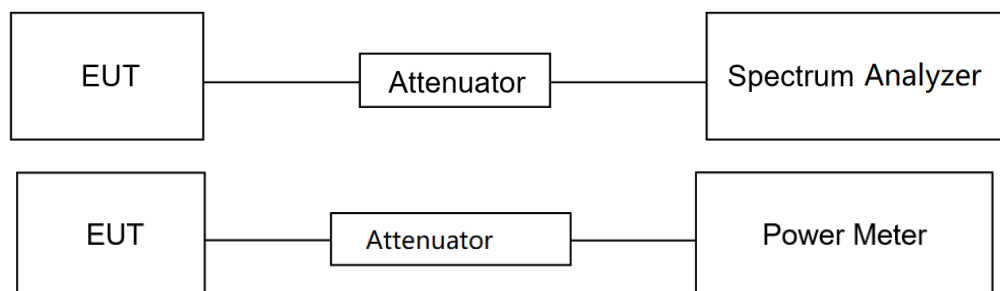 EUT
Attenuator
Spectrum Analyzer
EUT
Attenuator
Power Meter